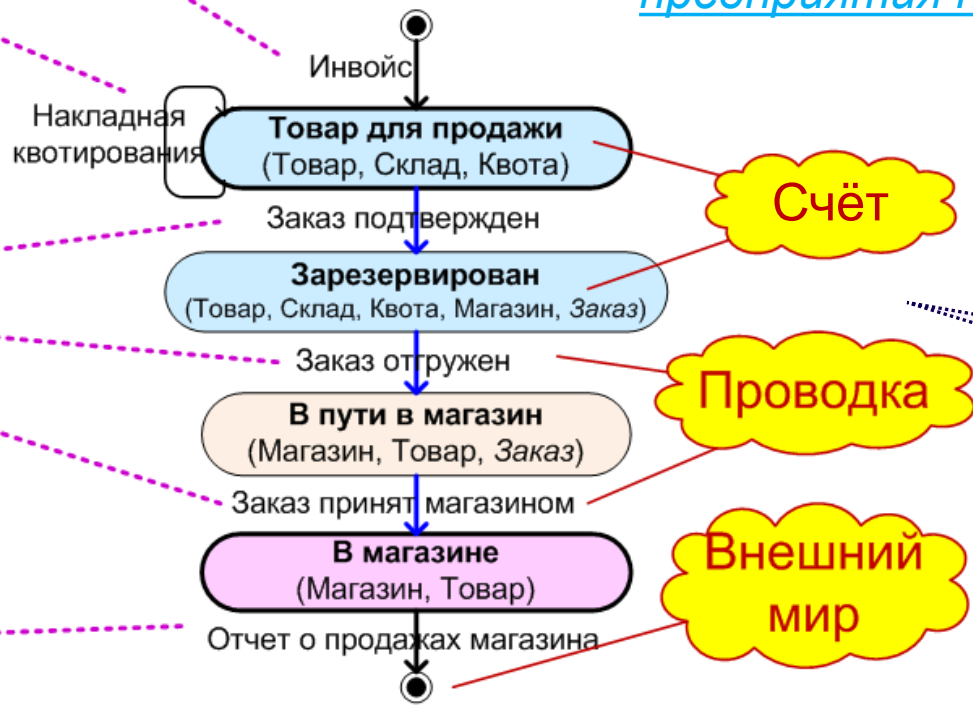 Инвойс
Накладная
квотирования
Товар для продажи
(Товар, Склад, Квота)
Счёт
Заказ подтвержден
Зарезервирован
(Товар, Склад, Квота, Магазин, Заказ)
Заказ отгружен
Проводка
В пути в магазин
(Магазин, Товар, Заказ)
Заказ принят магазином
В магазине
(Магазин, Товар)
Внешний
мир
Отчет о продажах магазина